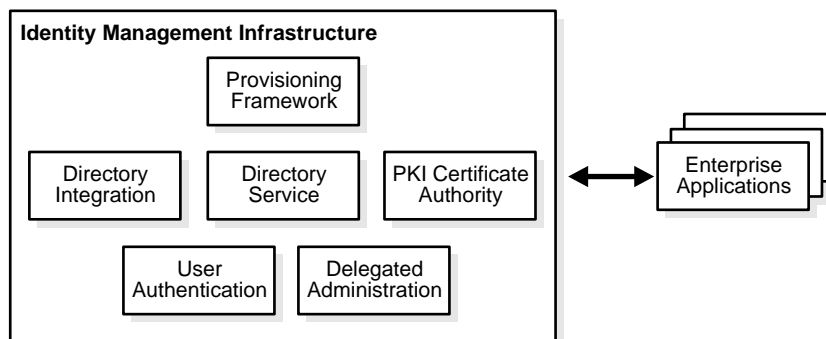 Identity Management Infrastructure
Provisioning
Framework
Directory
Integration
Directory
Service
PKI Certificate
Authority
Enterprise
Applications
User
Authentication
Delegated
Administration